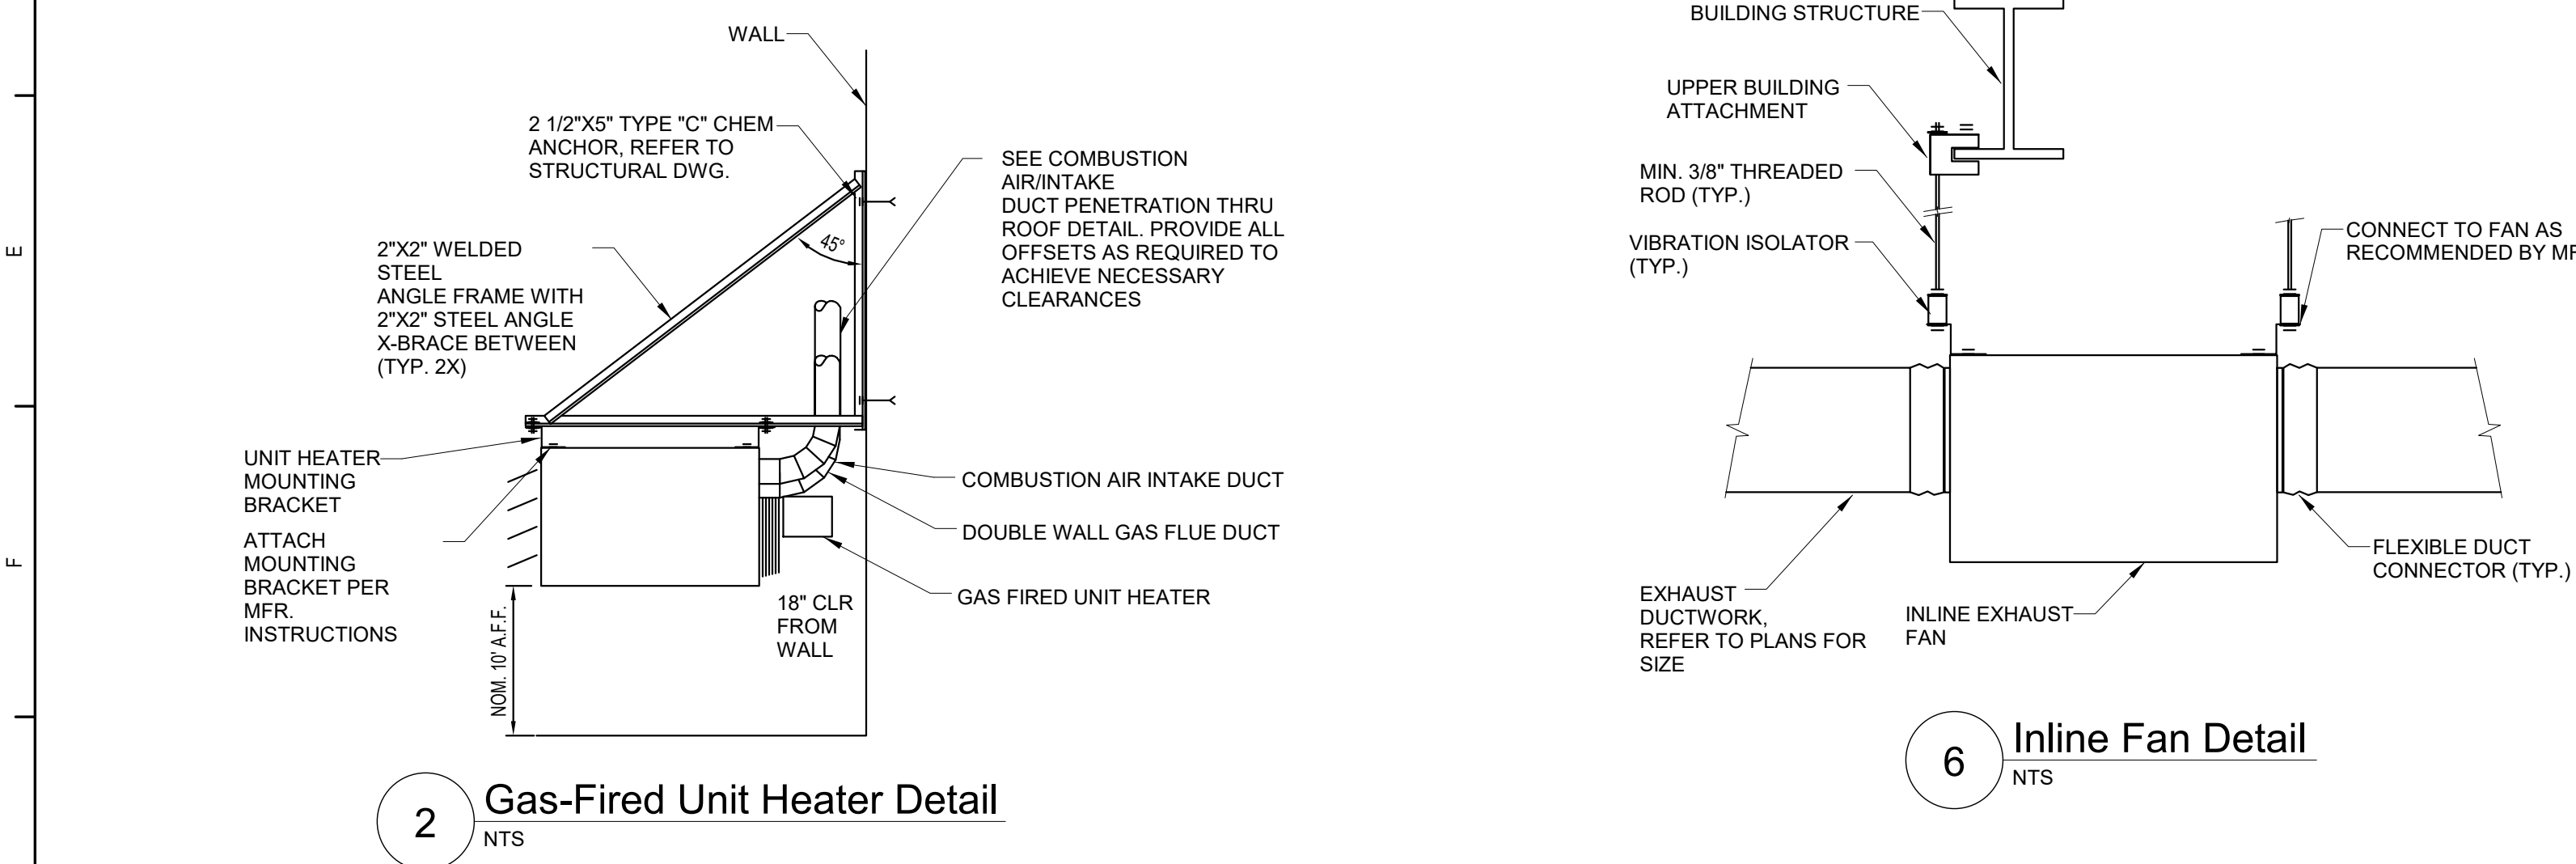 E
F
WALL
2 1/2"X5" TYPE "C" CHEM
ANCHOR, REFER TO
STRUCTURAL DWG.
SEE COMBUSTION
AIR/INTAKE
DUCT PENETRATION THRU
ROOF DETAIL. PROVIDE ALL
OFFSETS AS REQUIRED TO
ACHIEVE NECESSARY
CLEARANCES
45°
2"X2" WELDED
STEEL
ANGLE FRAME WITH
2"X2" STEEL ANGLE
X-BRACE BETWEEN
(TYP. 2X)
UNIT HEATER
MOUNTING
BRACKET
ATTACH
MOUNTING
BRACKET PER
MFR.
INSTRUCTIONS
COMBUSTION AIR INTAKE DUCT
DOUBLE WALL GAS FLUE DUCT
GAS FIRED UNIT HEATER
18" CLR
FROM
WALL
NOM. 10' A.F.F.
2
Gas-Fired Unit Heater Detail
NTS
BUILDING STRUCTURE
UPPER BUILDING
ATTACHMENT
MIN. 3/8" THREADED
ROD (TYP.)
VIBRATION ISOLATOR
(TYP.)
CONNECT TO FAN AS
RECOMMENDED BY
FLEXIBLE DUCT
CONNECTOR (TYP.)
EXHAUST
DUCTWORK,
REFER TO PLANS FOR
SIZE
INLINE EXHAUST
FAN
6
Inline Fan Detail
NTS